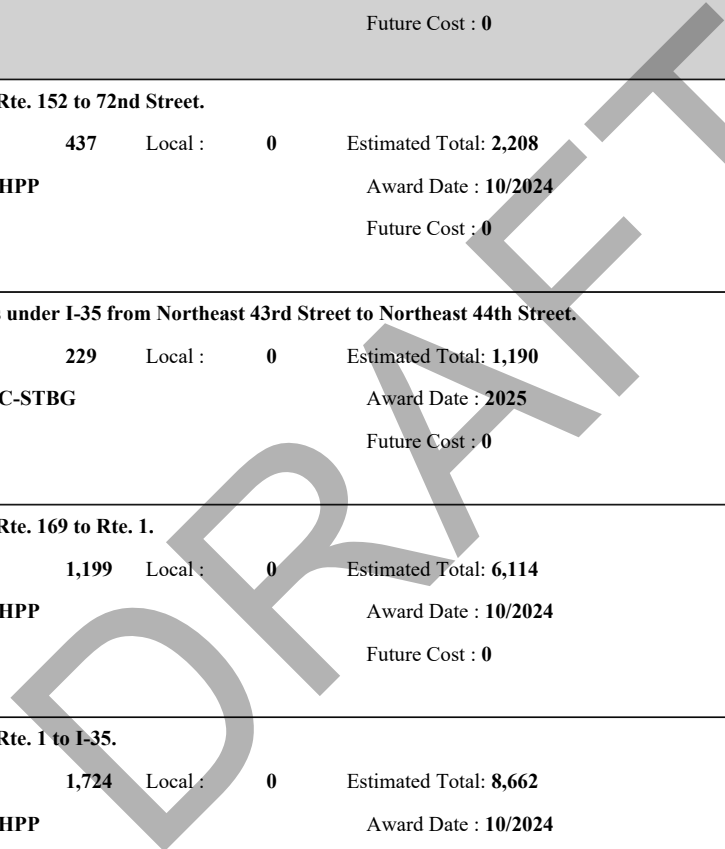 Future Cost : 0
Rte. 152 to 72nd Street.
437 Local : 0 Estimated Total: 2,208
HPP Award Date : 10/2024
Future Cost : 0
under I-35 from Northeast 43rd Street to Northeast 44th Street.
229 Local : 0 Estimated Total: 1,190
C-STBG Award Date : 2025
Future Cost : 0
Rte. 169 to Rte. 1.
1,199 Local : 0 Estimated Total: 6,114
HPP Award Date : 10/2024
Future Cost : 0
Rte. 1 to I-35.
1,724 Local : 0 Estimated Total: 8,662
HPP Award Date : 10/2024
DRAFT